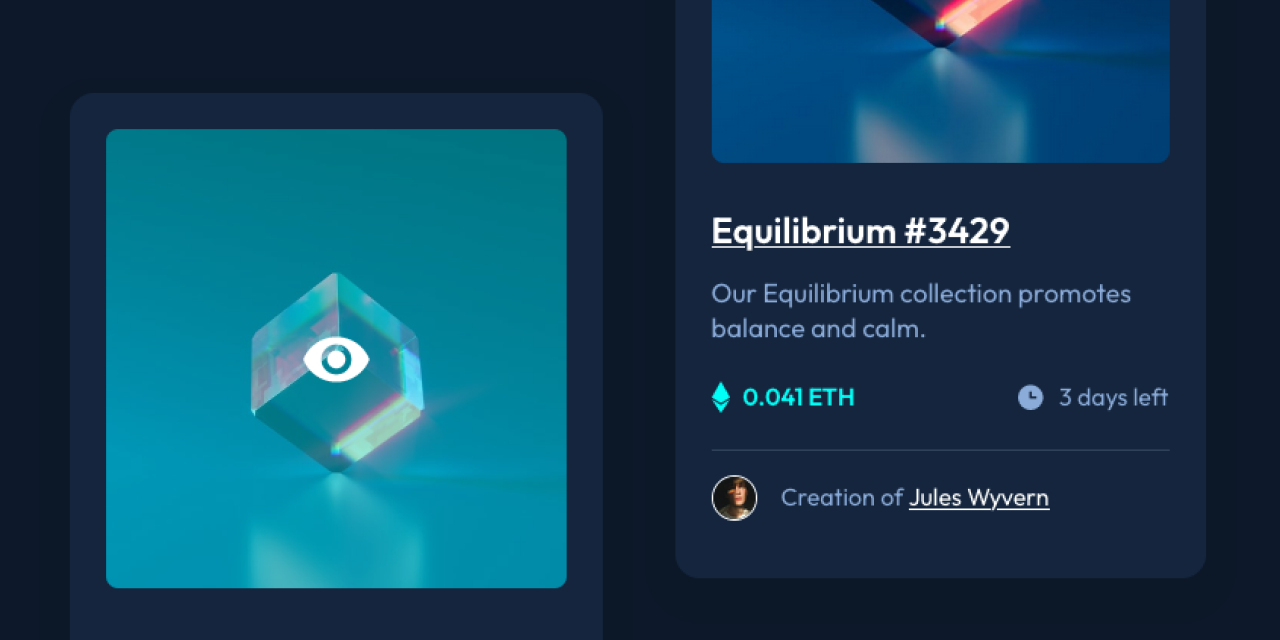 Equilibrium #3429
Our Equilibrium collection promotes
balance and calm.
0.041 ETH
3 days left
Creation of Jules Wyvern